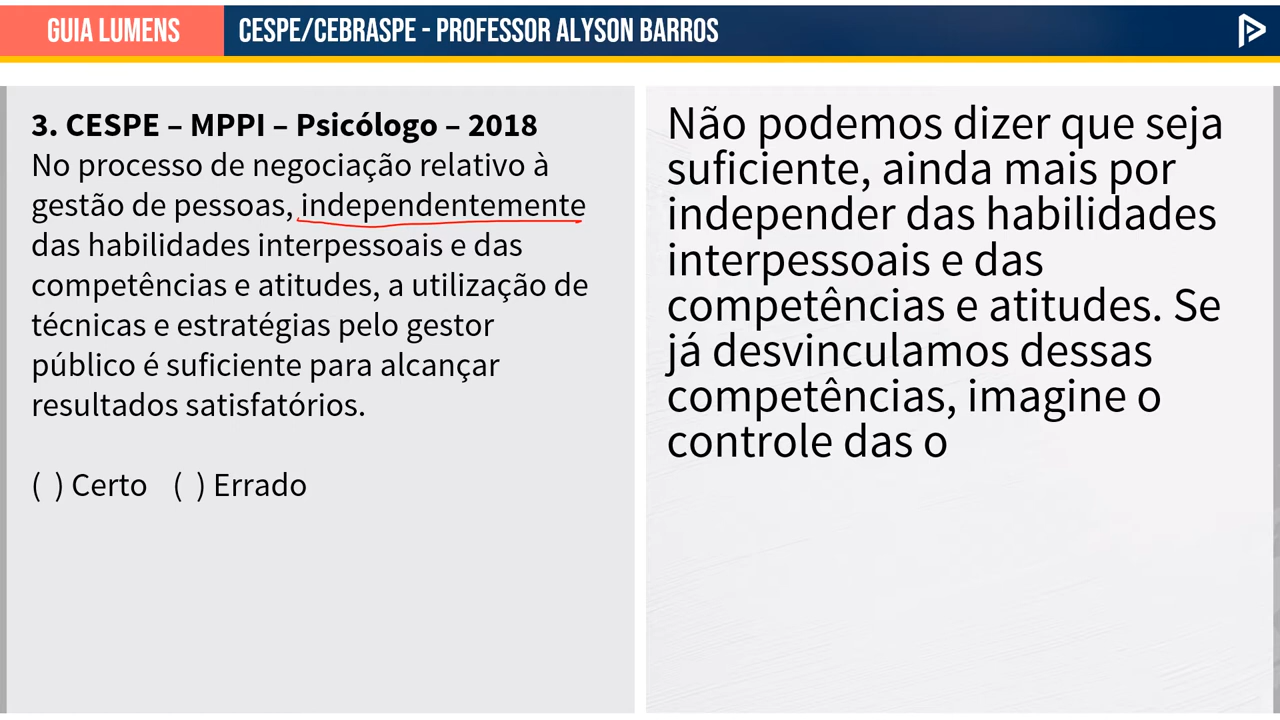 GUIA LUMENS
CESPE/CEBRASPE - PROFESSOR ALYSON BARROS
3. CESPE – MPPI – Psicólogo – 2018
No processo de negociação relativo à
gestão de pessoas, independentemente
das habilidades interpessoais e das
competências e atitudes, a utilização de
técnicas e estratégias pelo gestor
público é suficiente para alcançar
resultados satisfatórios.
( ) Certo ( ) Errado
Não podemos dizer que seja
suficiente, ainda mais por
independer das habilidades
interpessoais e das
competências e atitudes. Se
já desvinculamos dessas
competências, imagine o
controle das o